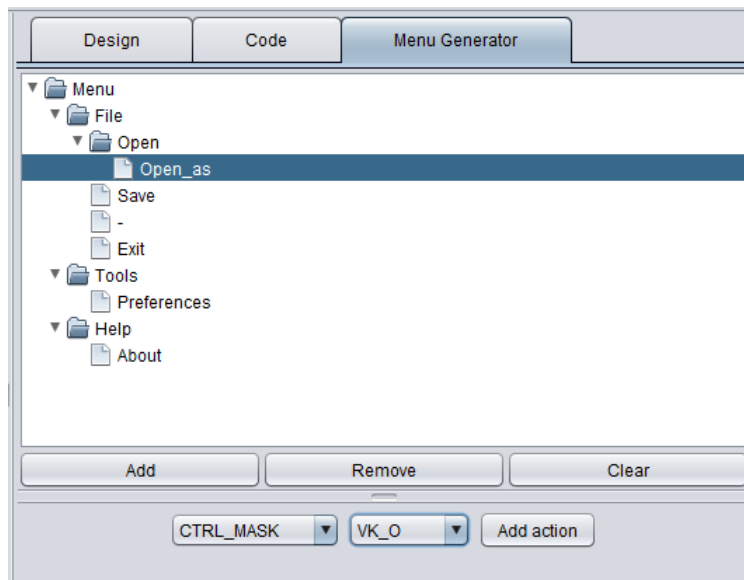 Design Code Menu Generator
Menu
File
Open
Open_as
Save
-
Exit
Tools
Preferences
Help
About
Add Remove Clear
CTRL_MASK VK_O Add action